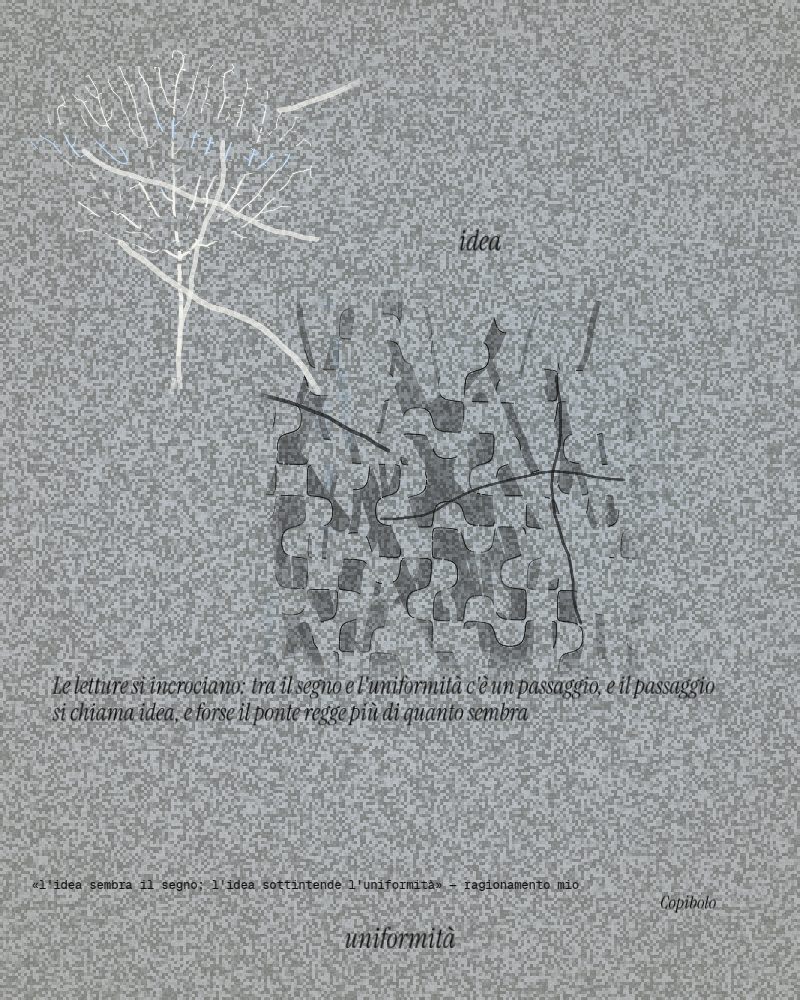 idea
Le letture si incrociano: tra il segno e l'uniformità c'è un passaggio, e il passaggio
si chiama idea, e forse il ponte regge più di quanto sembra
«l'idea sembra il segno; l'idea sottintende l'uniformità» — ragionamento mio
Copibolo
uniformità